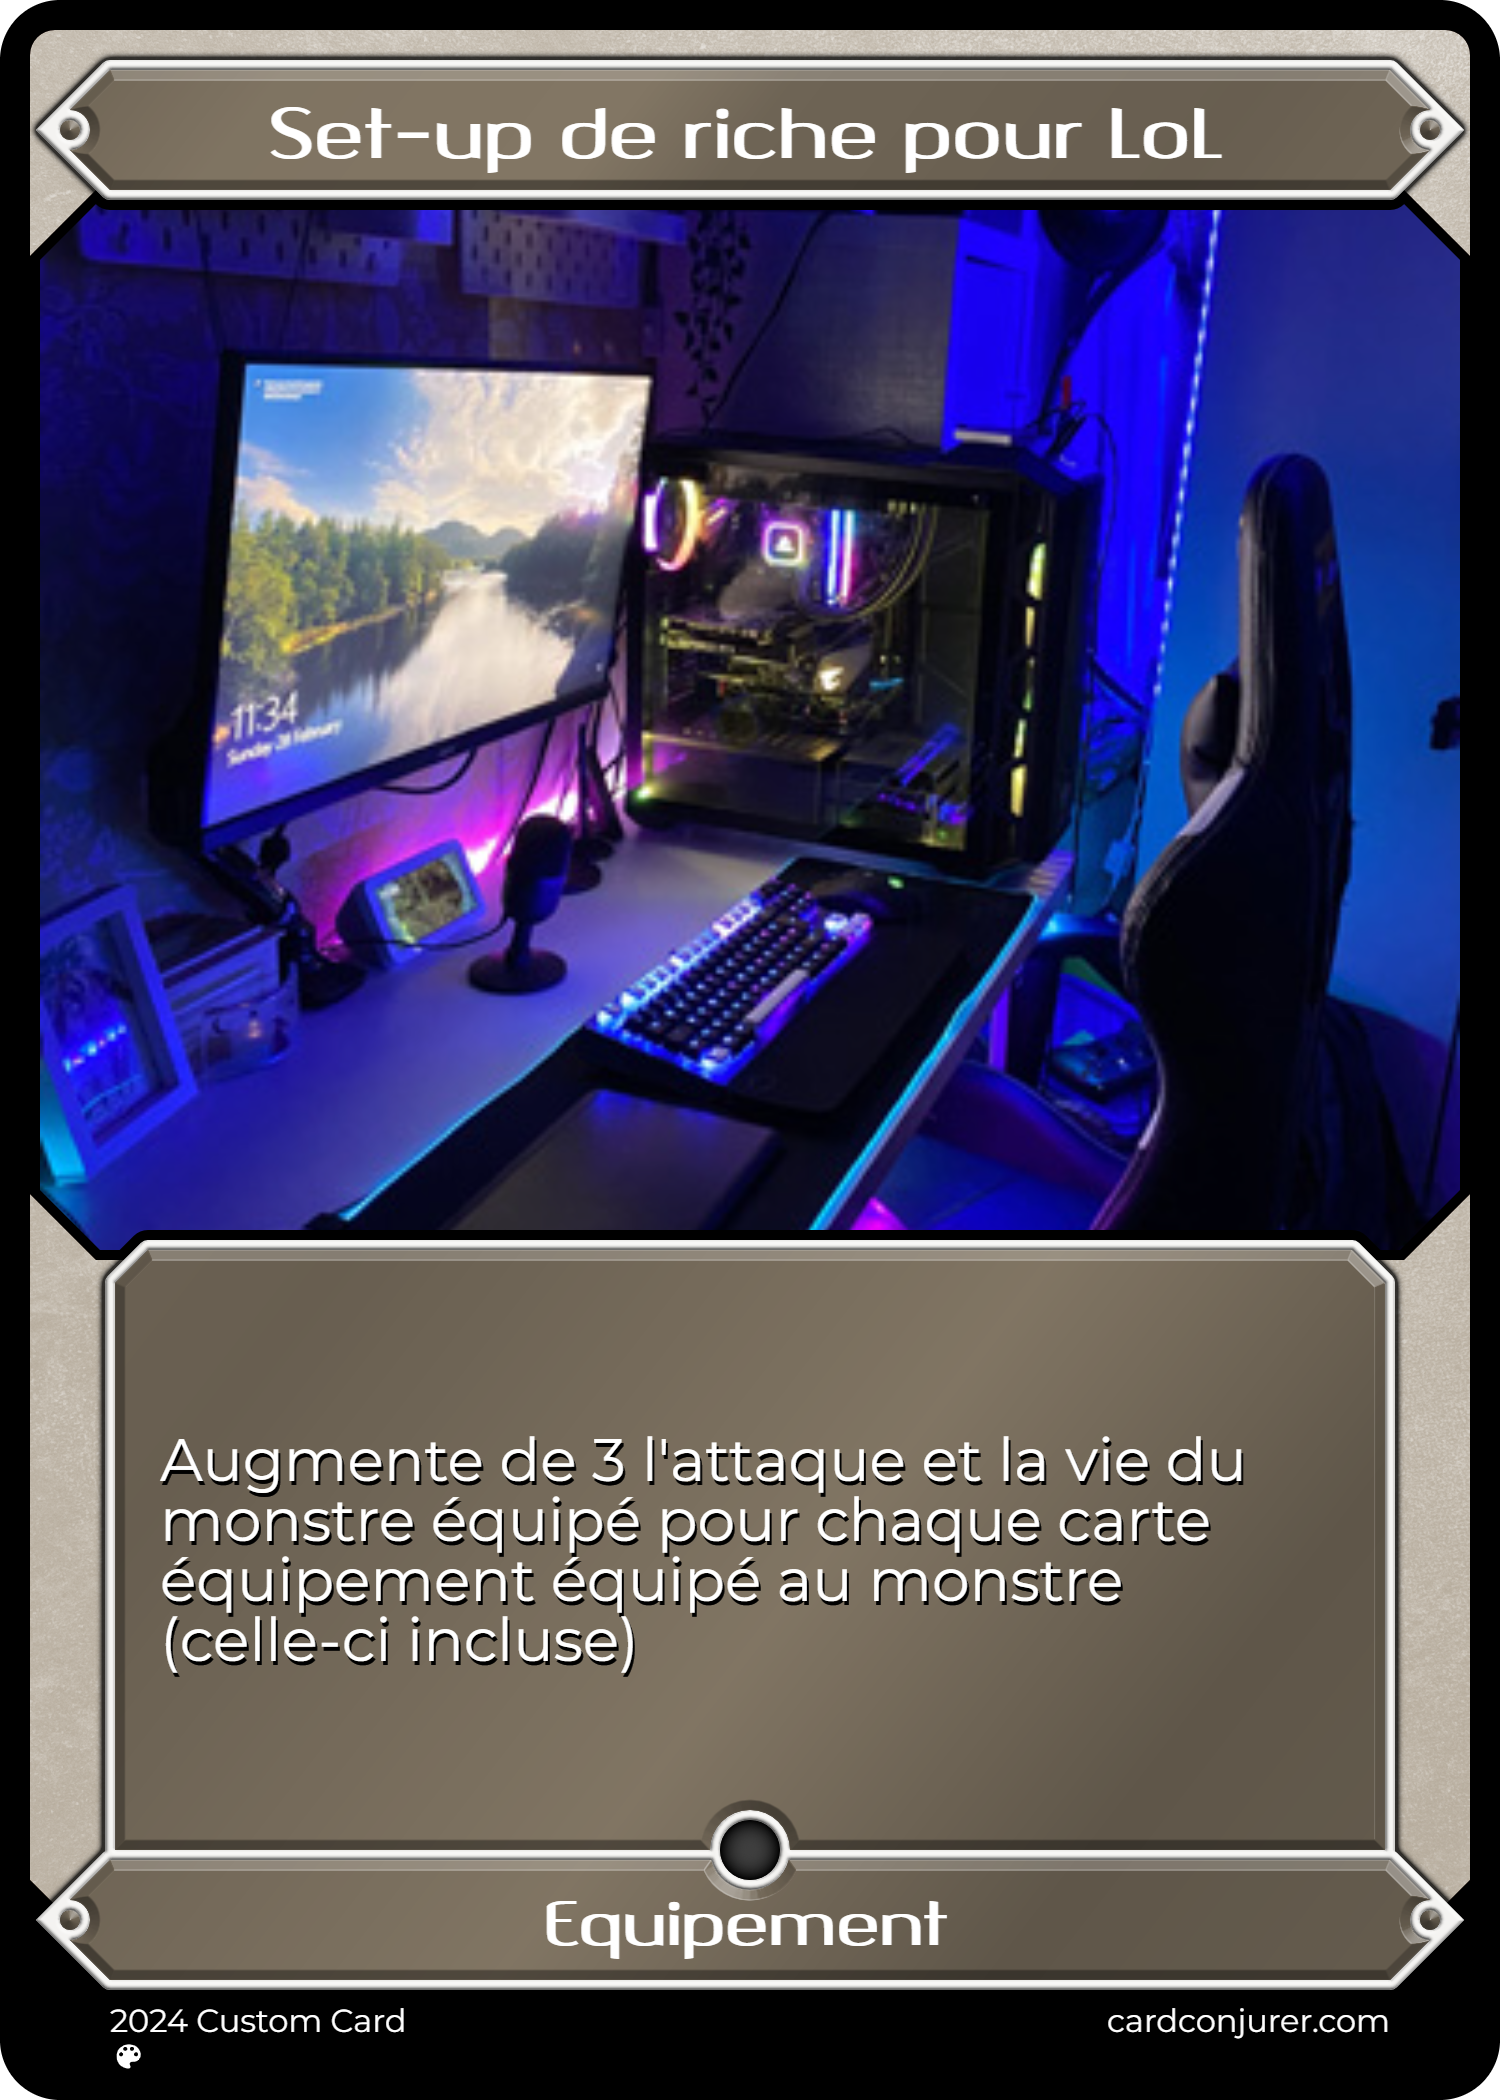 Set-up de riche pour LoL
11:34
Sunday 28 February
Augmente de 3 l'attaque et la vie du
monstre équipé pour chaque carte
équipement équipé au monstre
(celle-ci incluse)
Equipement
2024 Custom Card
cardconjurer.com